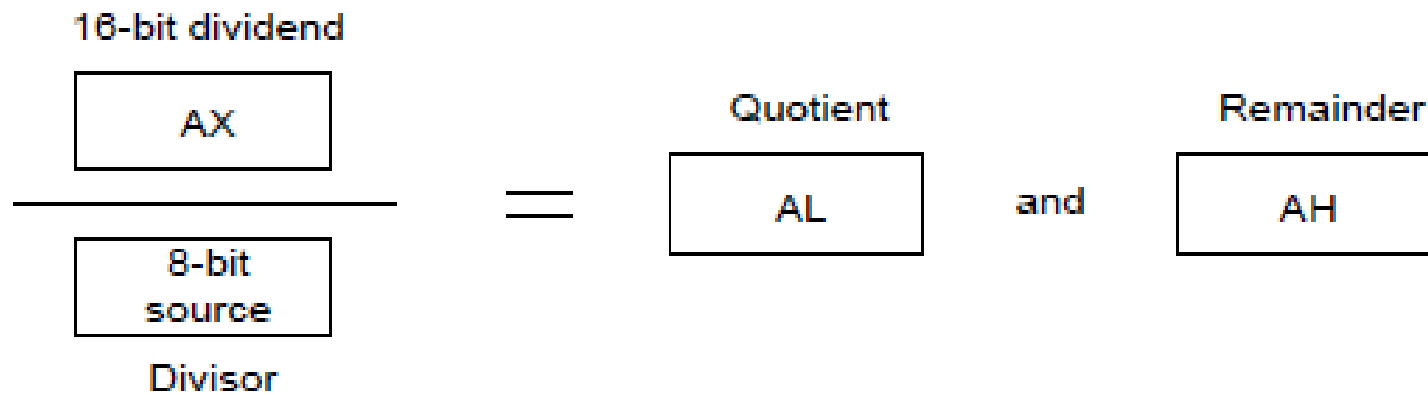 16-bit dividend
AX
8-bit
source
Divisor
=
Quotient
AL
and
Remainder
AH